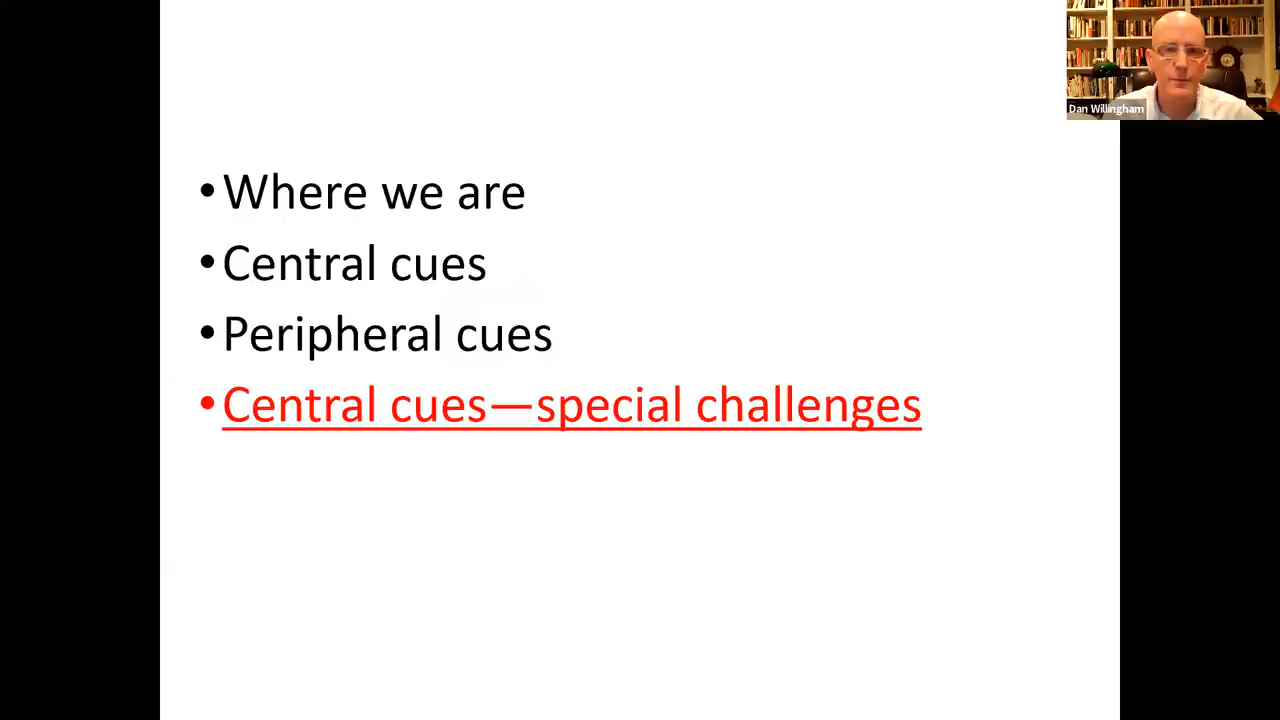 Dan Willingham
•Where we are
•Central cues
•Peripheral cues
•Central cues—special challenges